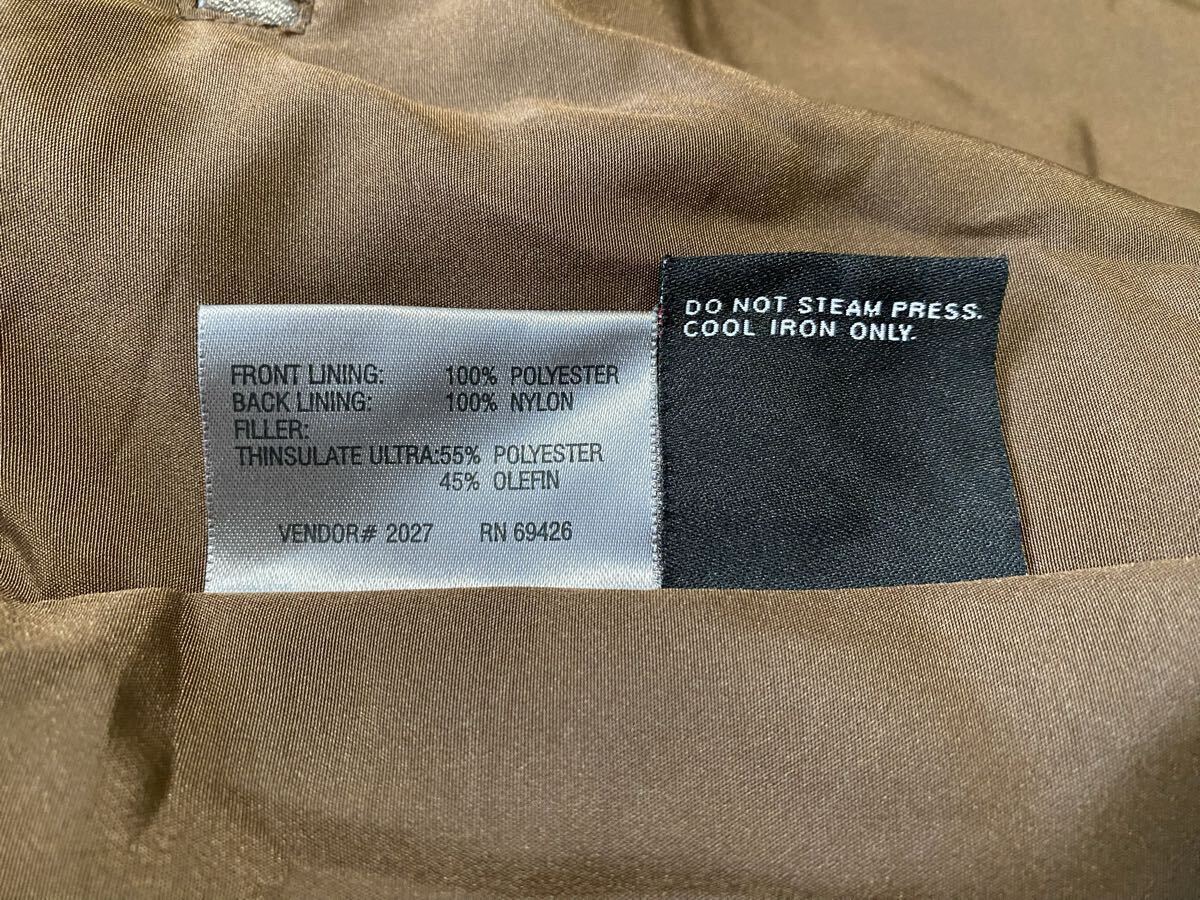 FRONT LINING: 100% POLYESTER
BACK LINING: 100% NYLON
FILLER:
THINSULATE ULTRA:55% POLYESTER
45% OLEFIN
VENDOR# 2027 RN 69426
DO NOT STEAM PRESS.
COOL IRON ONLY.